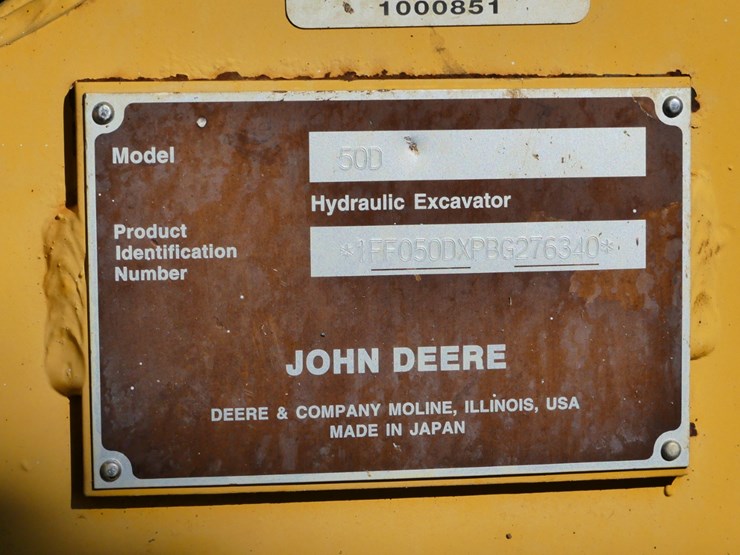 1000851
Model
50D
Hydraulic Excavator
Product
Identification
Number
*1FF050DXPBG276340*
JOHN DEERE
DEERE & COMPANY MOLINE, ILLINOIS, USA
MADE IN JAPAN